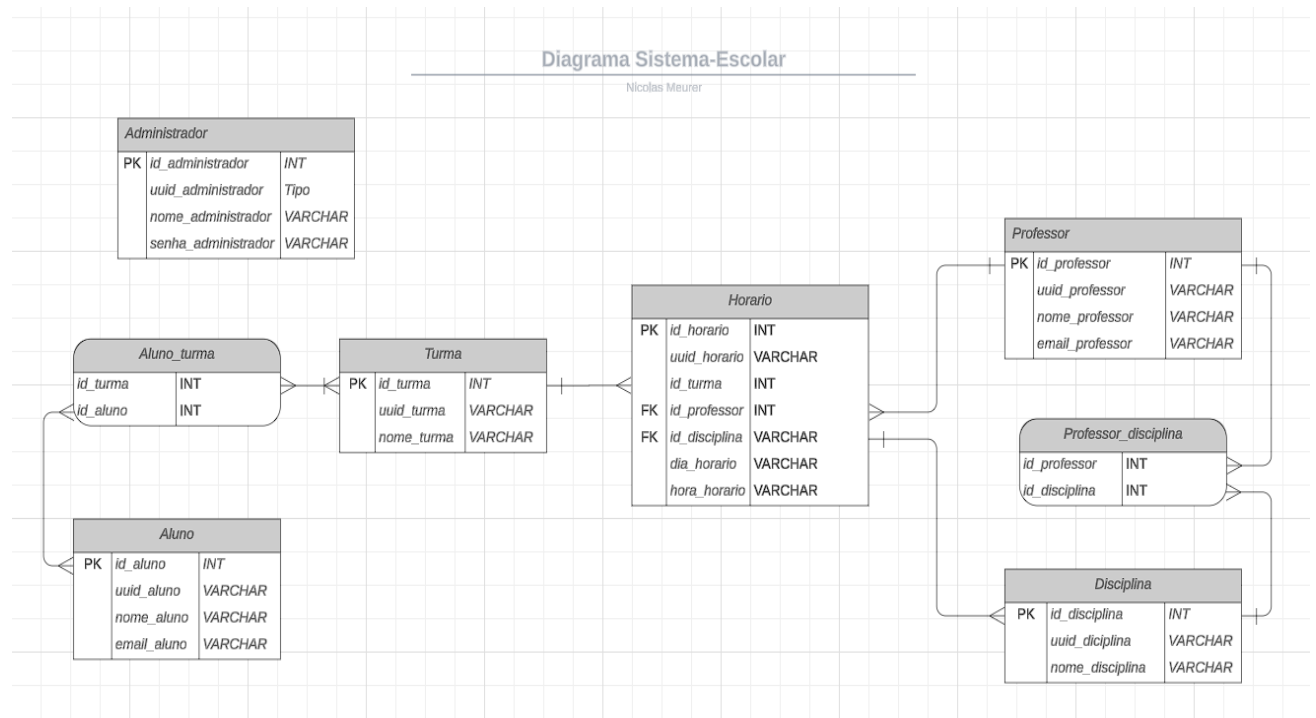 Diagrama Sistema-Escolar
Nicolas Meurer
Administrador
PK id_administrador INT
uuid_administrador Tipo
nome_administrador VARCHAR
senha_administrador VARCHAR
Aluno_turma
id_turma INT
id_aluno INT
Aluno
PK id_aluno INT
uuid_aluno VARCHAR
nome_aluno VARCHAR
email_aluno VARCHAR
Turma
PK id_turma INT
uuid_turma VARCHAR
nome_turma VARCHAR
Horario
PK id_horario INT
uuid_horario VARCHAR
id_turma INT
FK id_professor INT
FK id_disciplina VARCHAR
dia_horario VARCHAR
hora_horario VARCHAR
Professor
PK id_professor INT
uuid_professor VARCHAR
nome_professor VARCHAR
email_professor VARCHAR
Professor_disciplina
id_professor INT
id_disciplina INT
Disciplina
PK id_disciplina INT
uuid_diciplina VARCHAR
nome_disciplina VARCHAR